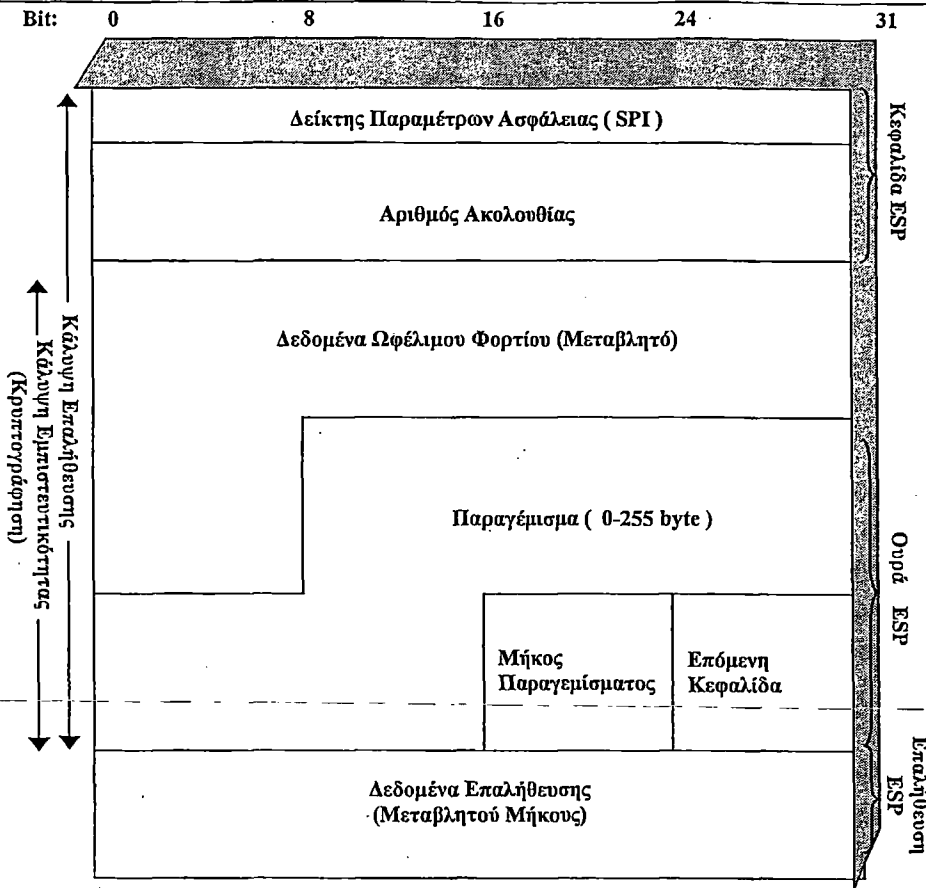 Bit: 0 8 16 24 31
Δείκτης Παραμέτρων Ασφάλειας ( SPI )
Αριθμός Ακολουθίας
Δεδομένα Ωφέλιμου Φορτίου (Μεταβλητό)
Παραγέμισμα ( 0-255 byte )
Μήκος
Παραγεμίσματος
Επόμενη
Κεφαλίδα
Δεδομένα Επαλήθευσης
(Μεταβλητού Μήκους)
Κάλυψη Επαλήθευσης
Κάλυψη Εμπιστευτικότητας
(Κρυπτογράφηση)
Κεφαλίδα ESP
Ουρά ESP
Επαλήθευση
ESP